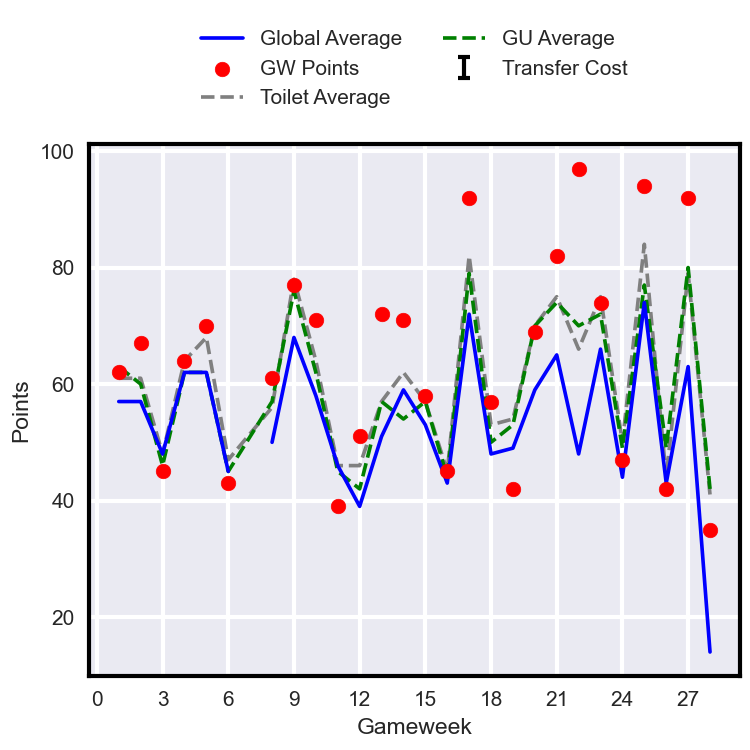 Global Average
GW Points
Toilet Average
GU Average
Transfer Cost
100
80
60
40
20
Points
0 3 6 9 12 15 18 21 24 27
Gameweek